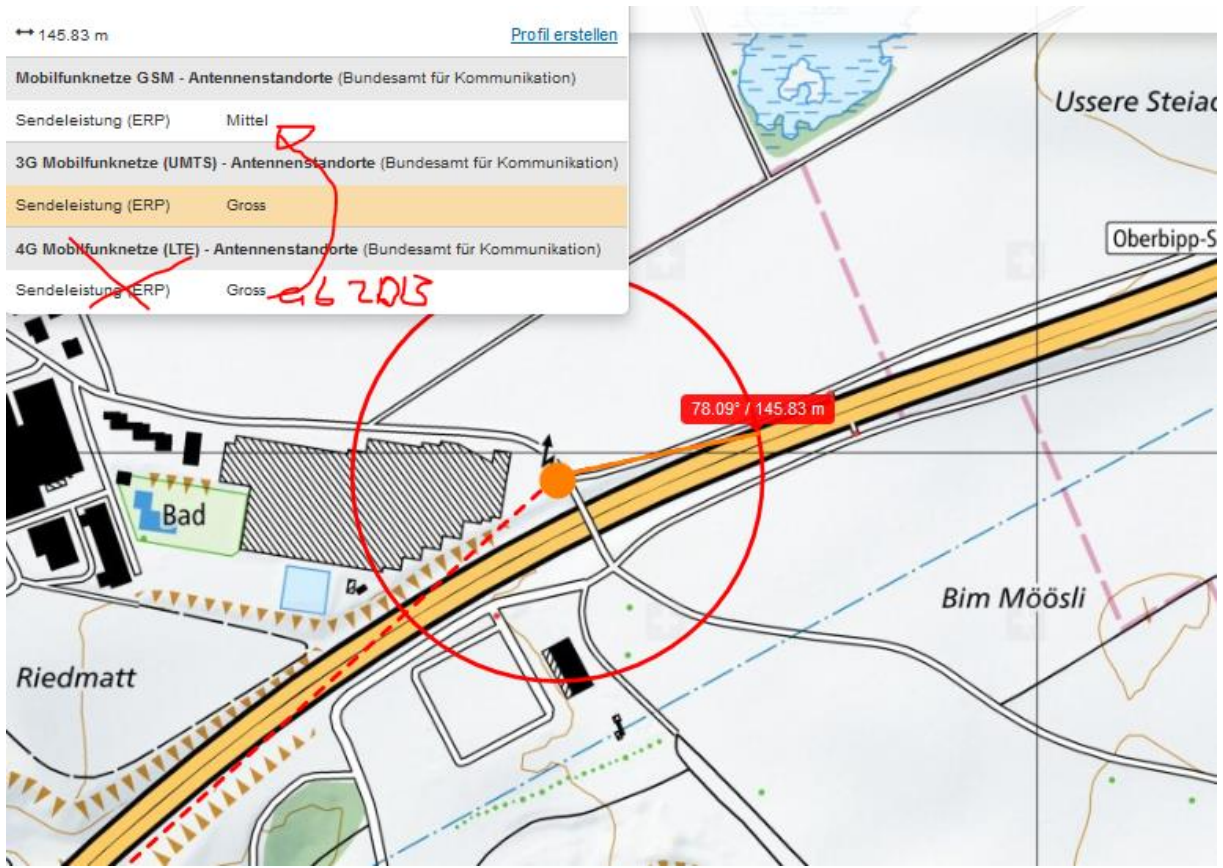 ↔ 145.83 m
Profil erstellen
Mobilfunknetze GSM - Antennenstandorte (Bundesamt für Kommunikation)
Sendeleistung (ERP) Mittel
3G Mobilfunknetze (UMTS) - Antennenstandorte (Bundesamt für Kommunikation)
Sendeleistung (ERP) Gross
4G Mobilfunknetze (LTE) - Antennenstandorte (Bundesamt für Kommunikation)
Sendeleistung (ERP) Gross ab 2013
Ussere Steiac
Oberbipp-S
78.09° / 145.83 m
Bad
Bim Möösli
Riedmatt